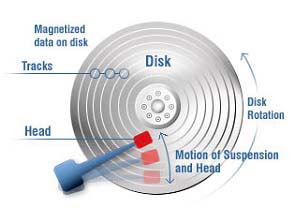 Magnetized
data on disk
Tracks
Disk
Disk
Rotation
Head
Motion of Suspension
and Head